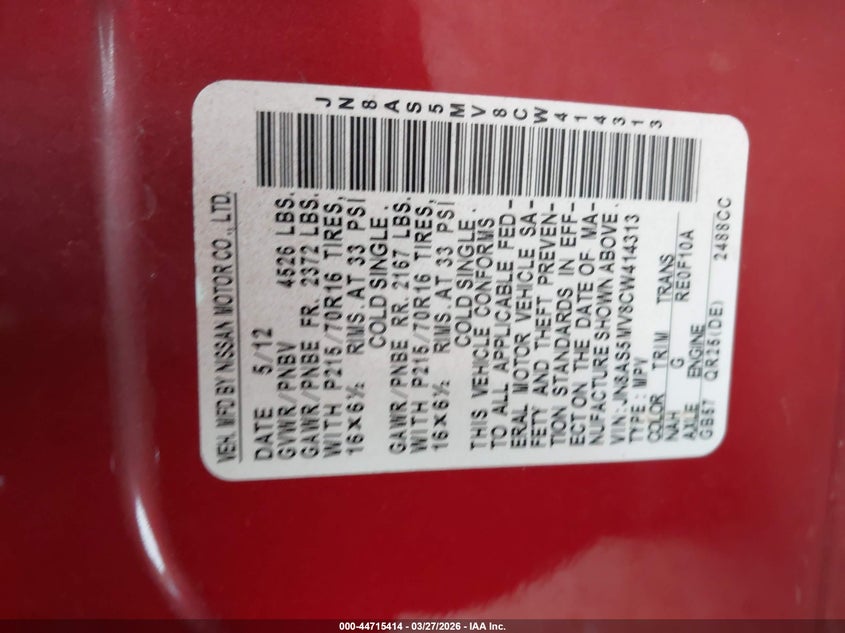 VEH. MFD BY NISSAN MOTOR CO., LTD.
DATE 5/12
GVWR/PNBV 4526 LBS.
GAWR/PNBE FR. 2372 LBS.
WITH P215/70R16 TIRES,
16×6½ RIMS. AT 33 PSI
COLD SINGLE.
GAWR/PNBE RR. 2167 LBS.
WITH P215/70R16 TIRES,
16×6½ RIMS. AT 33 PSI
COLD SINGLE.
THIS VEHICLE CONFORMS
TO ALL APPLICABLE FED-
ERAL MOTOR VEHICLE SA-
FETY AND THEFT PREVEN-
TION STANDARDS IN EFF-
ECT ON THE DATE OF MA-
NUFACTURE SHOWN ABOVE.
VIN: JN8AS5MV8CW414313
TYPE: MPV
COLOR TRIM TRANS
NAH G RE0F10A
AXLE ENGINE
GB57 QR25(DE) 2488CC
JN8AS5MV8CW414313
000-44715414 — 03/27/2026 - IAA Inc.